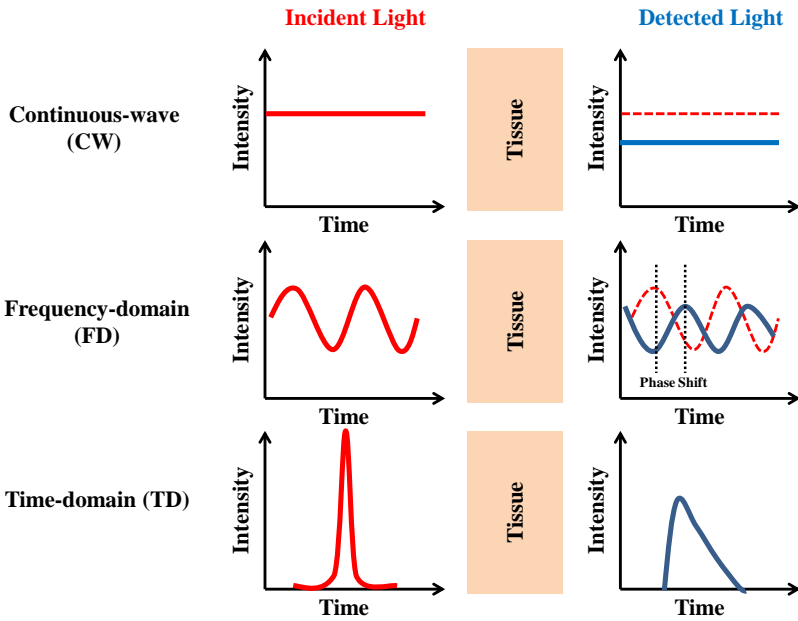 Incident Light
Detected Light
Continuous-wave
(CW)
Intensity
Time
Tissue
Intensity
Time
Frequency-domain
(FD)
Intensity
Time
Tissue
Intensity
Phase Shift
Time
Time-domain (TD)
Intensity
Time
Tissue
Intensity
Time